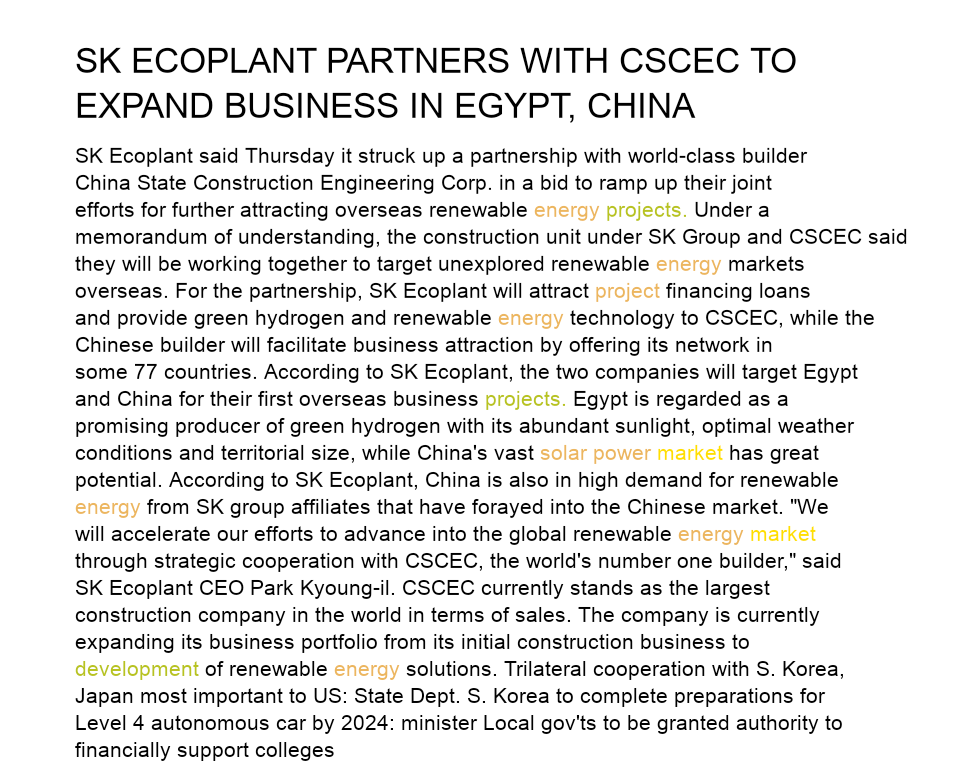 SK ECOPLANT PARTNERS WITH CSCEC TO
EXPAND BUSINESS IN EGYPT, CHINA
SK Ecoplant said Thursday it struck up a partnership with world-class builder
China State Construction Engineering Corp. in a bid to ramp up their joint
efforts for further attracting overseas renewable energy projects. Under a
memorandum of understanding, the construction unit under SK Group and CSCEC said
they will be working together to target unexplored renewable energy markets
overseas. For the partnership, SK Ecoplant will attract project financing loans
and provide green hydrogen and renewable energy technology to CSCEC, while the
Chinese builder will facilitate business attraction by offering its network in
some 77 countries. According to SK Ecoplant, the two companies will target Egypt
and China for their first overseas business projects. Egypt is regarded as a
promising producer of green hydrogen with its abundant sunlight, optimal weather
conditions and territorial size, while China's vast solar power market has great
potential. According to SK Ecoplant, China is also in high demand for renewable
energy from SK group affiliates that have forayed into the Chinese market. "We
will accelerate our efforts to advance into the global renewable energy market
through strategic cooperation with CSCEC, the world's number one builder," said
SK Ecoplant CEO Park Kyoung-il. CSCEC currently stands as the largest
construction company in the world in terms of sales. The company is currently
expanding its business portfolio from its initial construction business to
development of renewable energy solutions. Trilateral cooperation with S. Korea,
Japan most important to US: State Dept. S. Korea to complete preparations for
Level 4 autonomous car by 2024: minister Local gov'ts to be granted authority to
financially support colleges